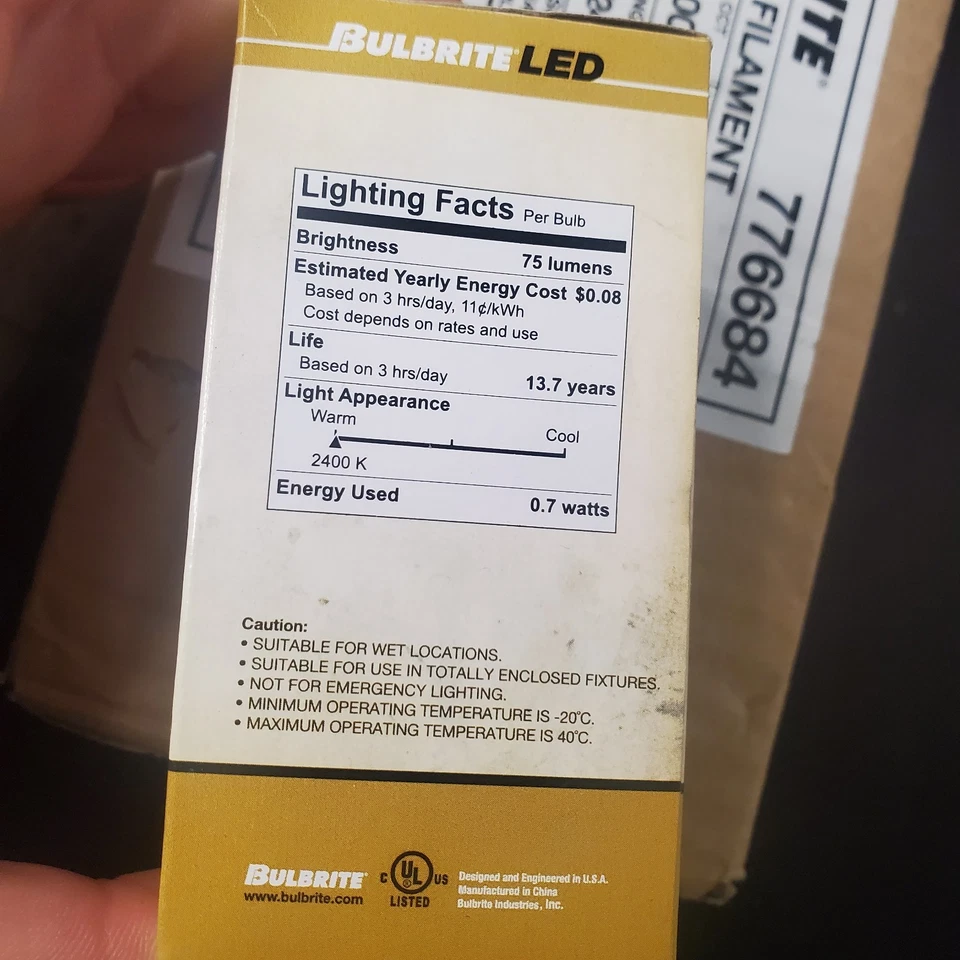 BULBRITE LED
Lighting Facts Per Bulb
Brightness 75 lumens
Estimated Yearly Energy Cost $0.08
Based on 3 hrs/day, 11¢/kWh
Cost depends on rates and use
Life
Based on 3 hrs/day 13.7 years
Light Appearance
Warm Cool
2400 K
Energy Used 0.7 watts
Caution:
• SUITABLE FOR WET LOCATIONS.
• SUITABLE FOR USE IN TOTALLY ENCLOSED FIXTURES.
• NOT FOR EMERGENCY LIGHTING.
• MINIMUM OPERATING TEMPERATURE IS -20°C.
• MAXIMUM OPERATING TEMPERATURE IS 40°C.
BULBRITE
www.bulbrite.com
C UL US
LISTED
Designed and Engineered in U.S.A.
Manufactured in China
Bulbrite Industries, Inc.
FILAMENT
776684